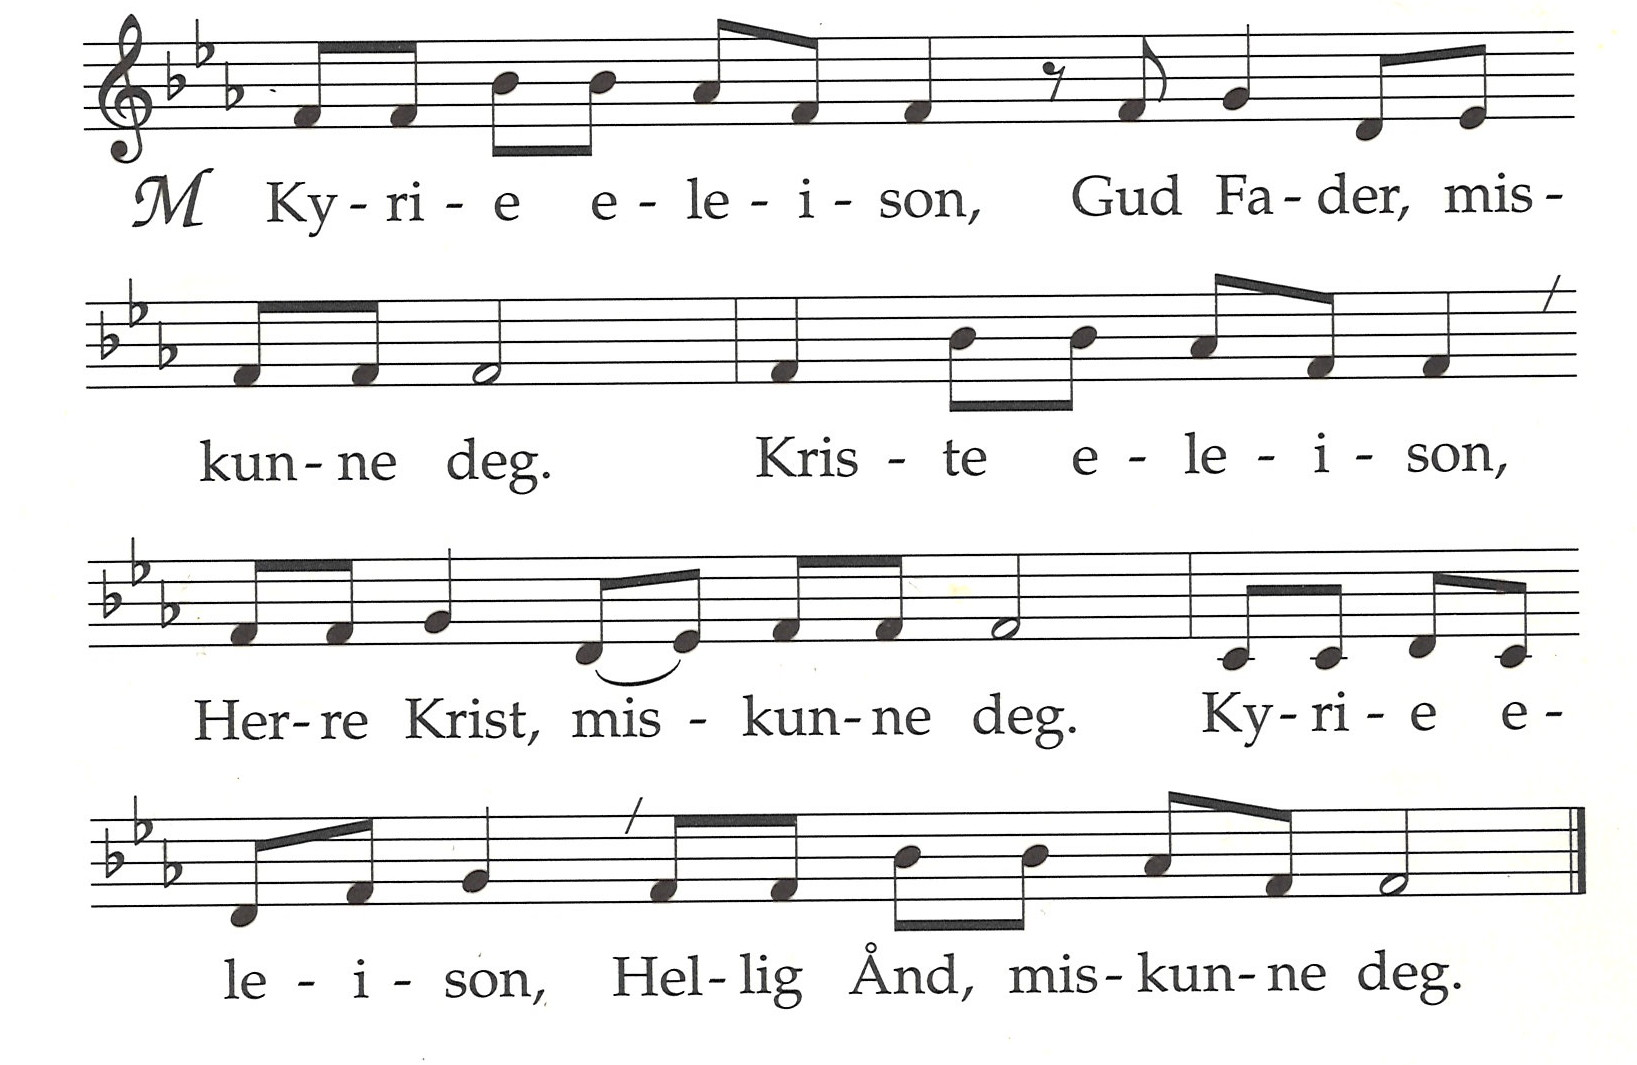 M Ky - ri - e e - le - i - son, Gud Fa - der, mis -
kun - ne deg. Kris - te e - le - i - son,
Her - re Krist, mis - kun - ne deg. Ky - ri - e e -
le - i - son, Hel - lig Ånd, mis - kun - ne deg.